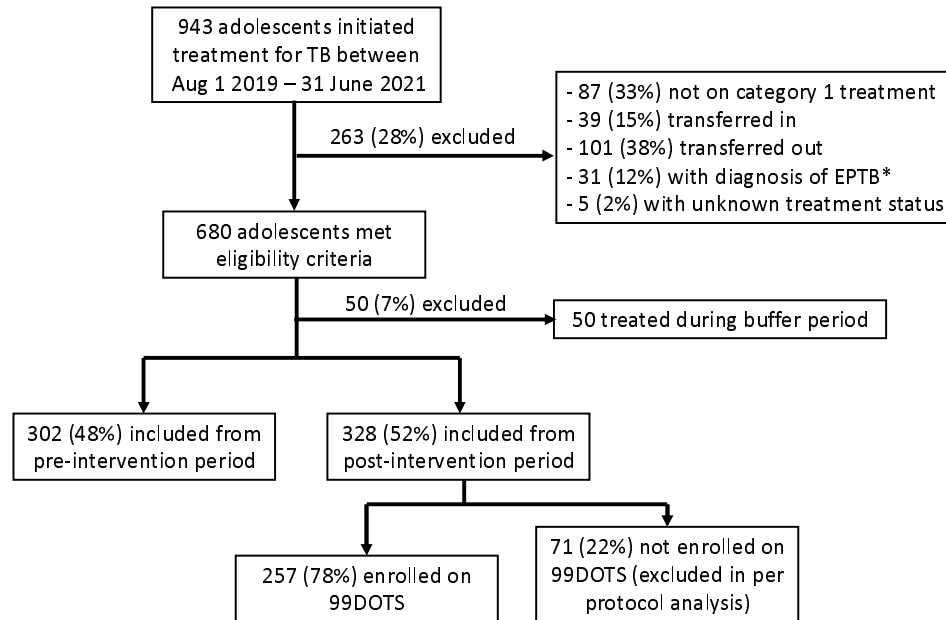 943 adolescents initiated
treatment for TB between
Aug 1 2019 – 31 June 2021
263 (28%) excluded
- 87 (33%) not on category 1 treatment
- 39 (15%) transferred in
- 101 (38%) transferred out
- 31 (12%) with diagnosis of EPTB*
- 5 (2%) with unknown treatment status
680 adolescents met
eligibility criteria
50 (7%) excluded
50 treated during buffer period
302 (48%) included from
pre-intervention period
328 (52%) included from
post-intervention period
257 (78%) enrolled on
99DOTS
71 (22%) not enrolled on
99DOTS (excluded in per
protocol analysis)